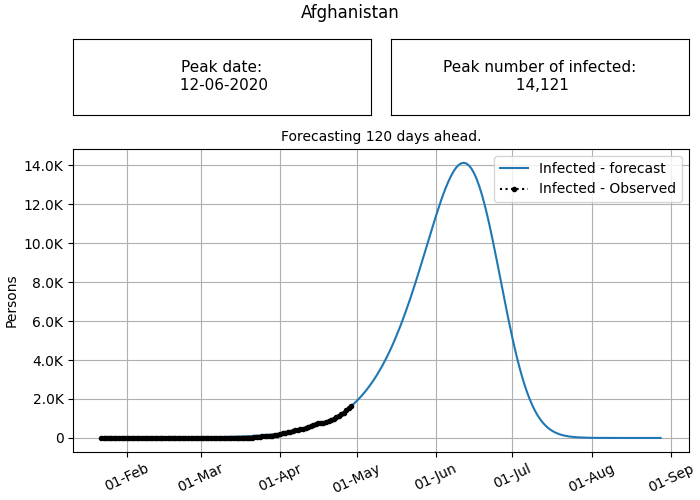 Afghanistan
Peak date:
12-06-2020
Peak number of infected:
14,121
Forecasting 120 days ahead.
Infected - forecast
Infected - Observed
Persons
14.0K
12.0K
10.0K
8.0K
6.0K
4.0K
2.0K
0
01-Feb
01-Mar
01-Apr
01-May
01-Jun
01-Jul
01-Aug
01-Sep